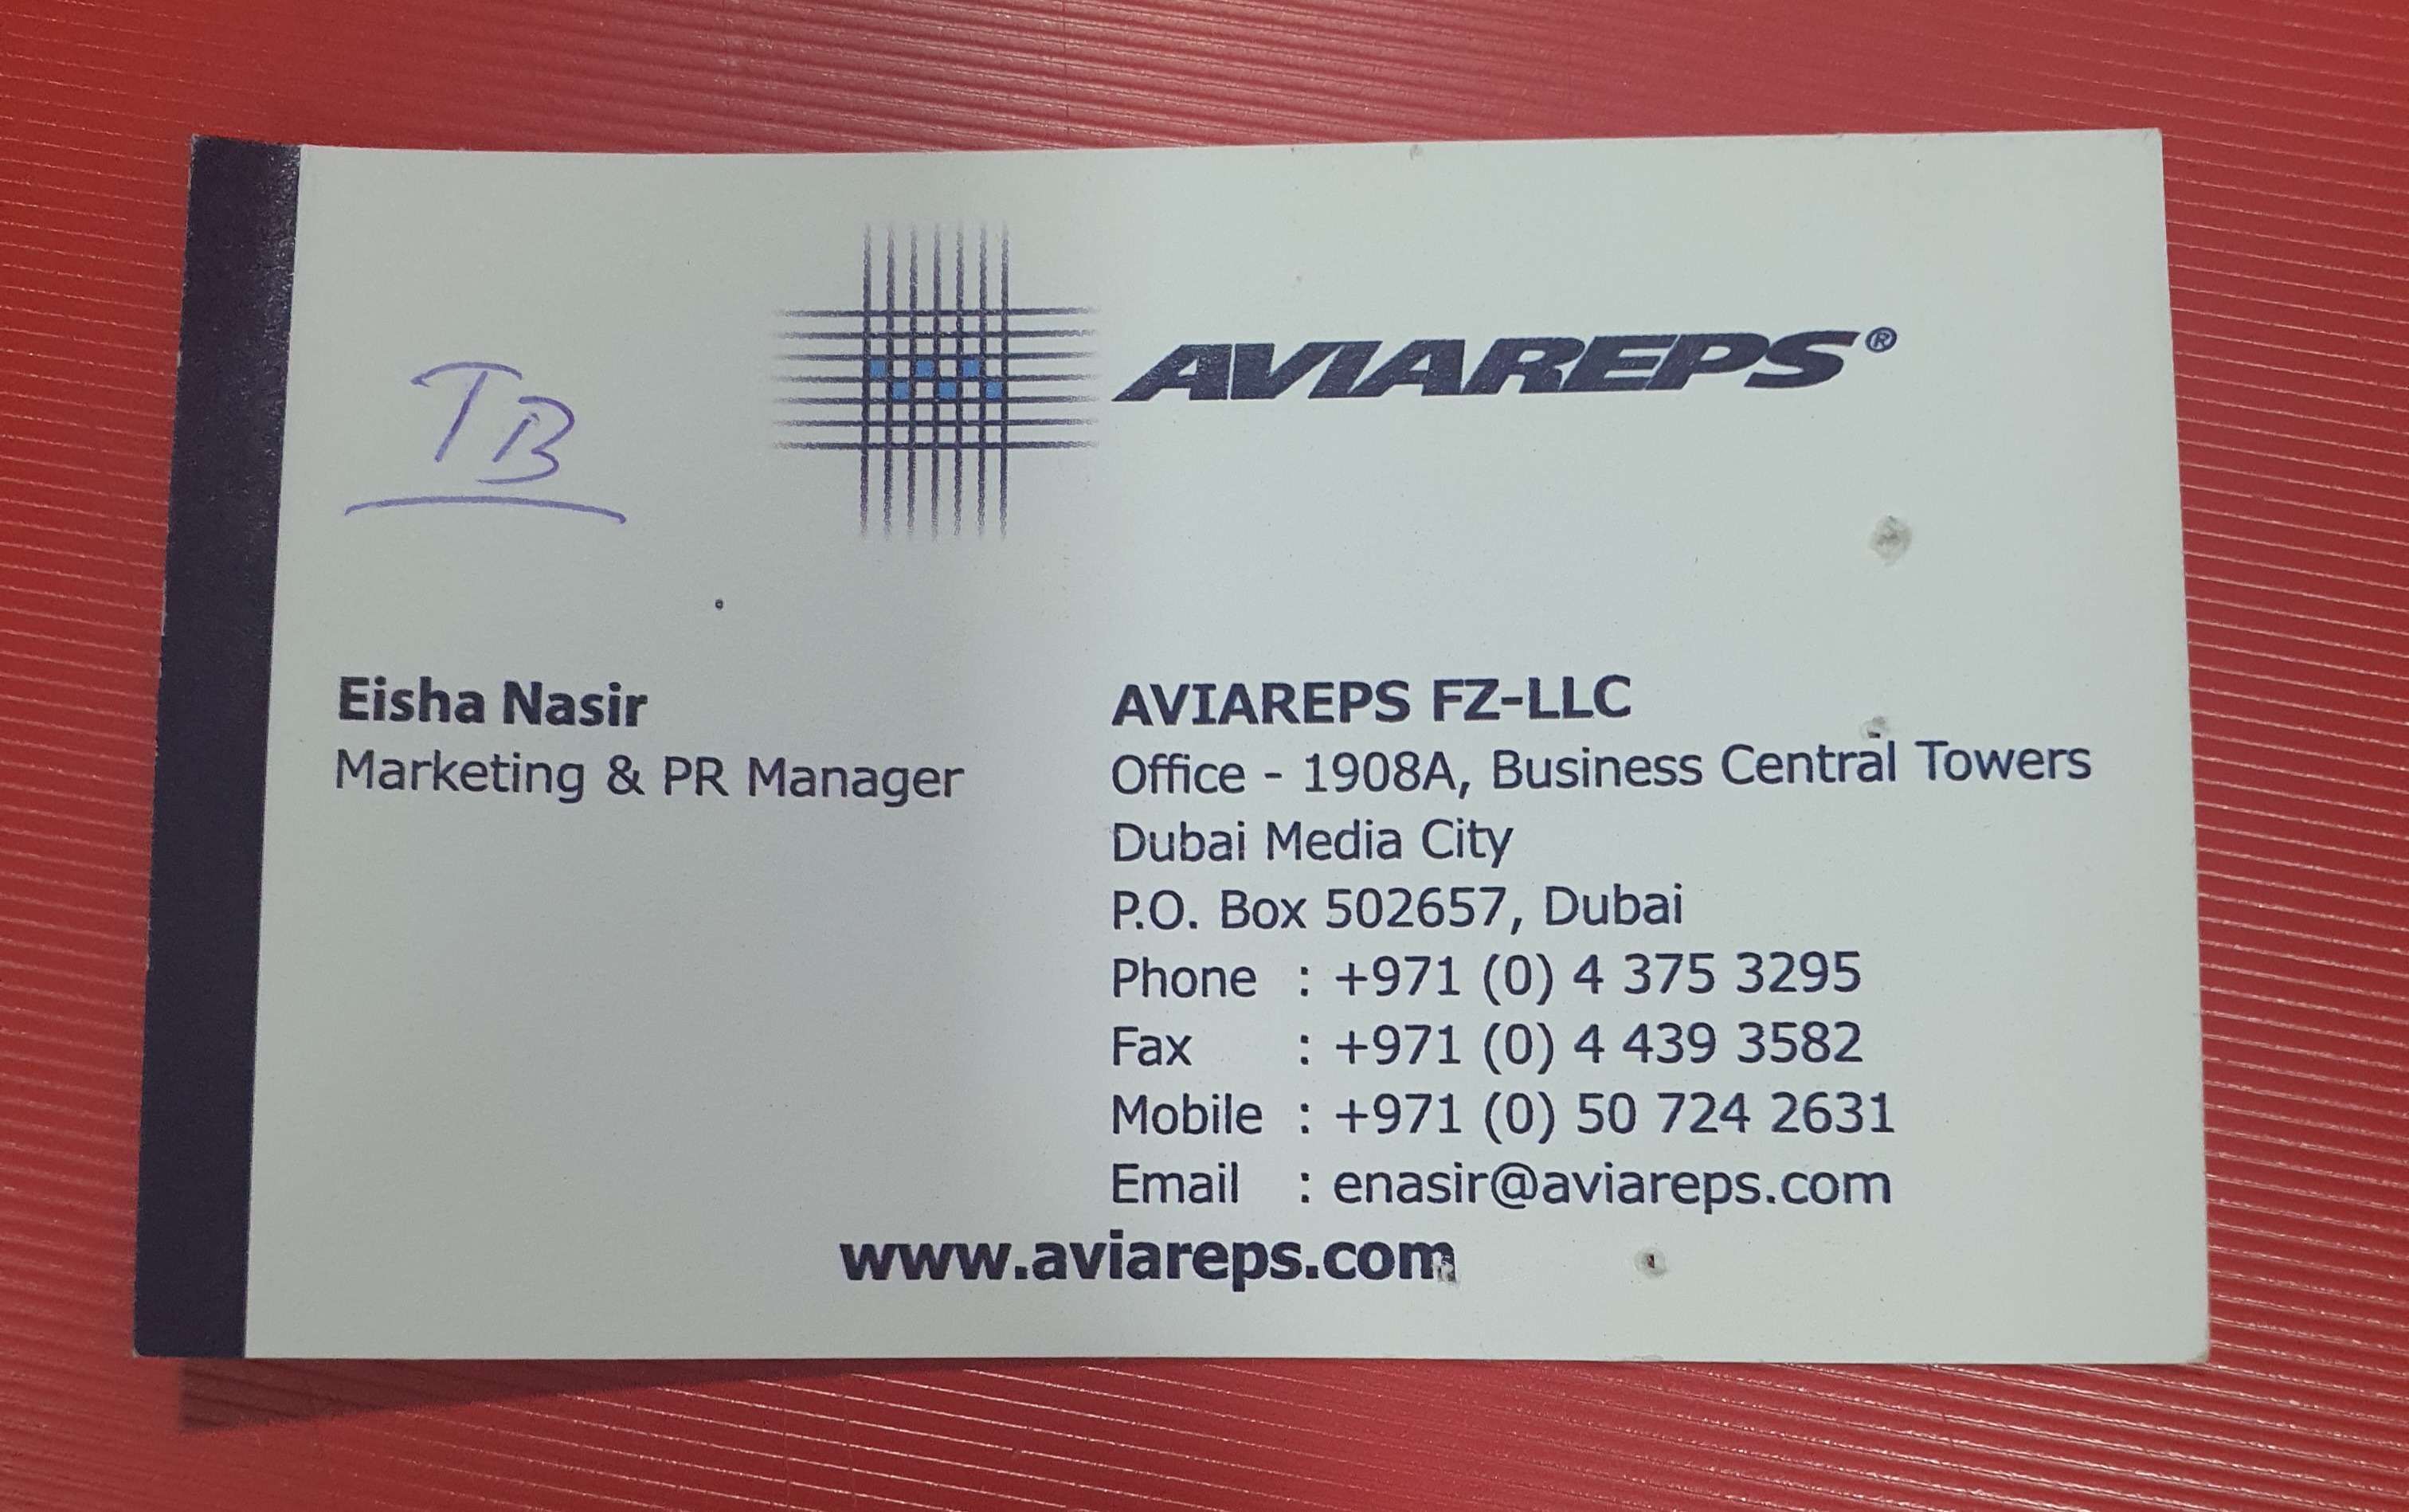 TB
AVIAREPS®
Eisha Nasir
Marketing & PR Manager
AVIAREPS FZ-LLC
Office - 1908A, Business Central Towers
Dubai Media City
P.O. Box 502657, Dubai
Phone : +971 (0) 4 375 3295
Fax : +971 (0) 4 439 3582
Mobile : +971 (0) 50 724 2631
Email : enasir@aviareps.com
www.aviareps.com